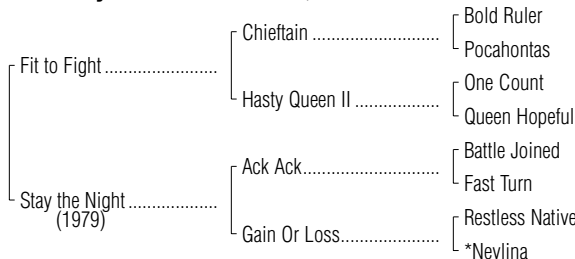 Bold Ruler
Chieftain ......................................
Pocahontas
Fit to Fight ..........................
One Count
Hasty Queen II .........................
Queen Hopeful
Battle Joined
Ack Ack........................................
Fast Turn
Stay the Night .....................
(1979)
Restless Native
Gain Or Loss............................
*Nevlina